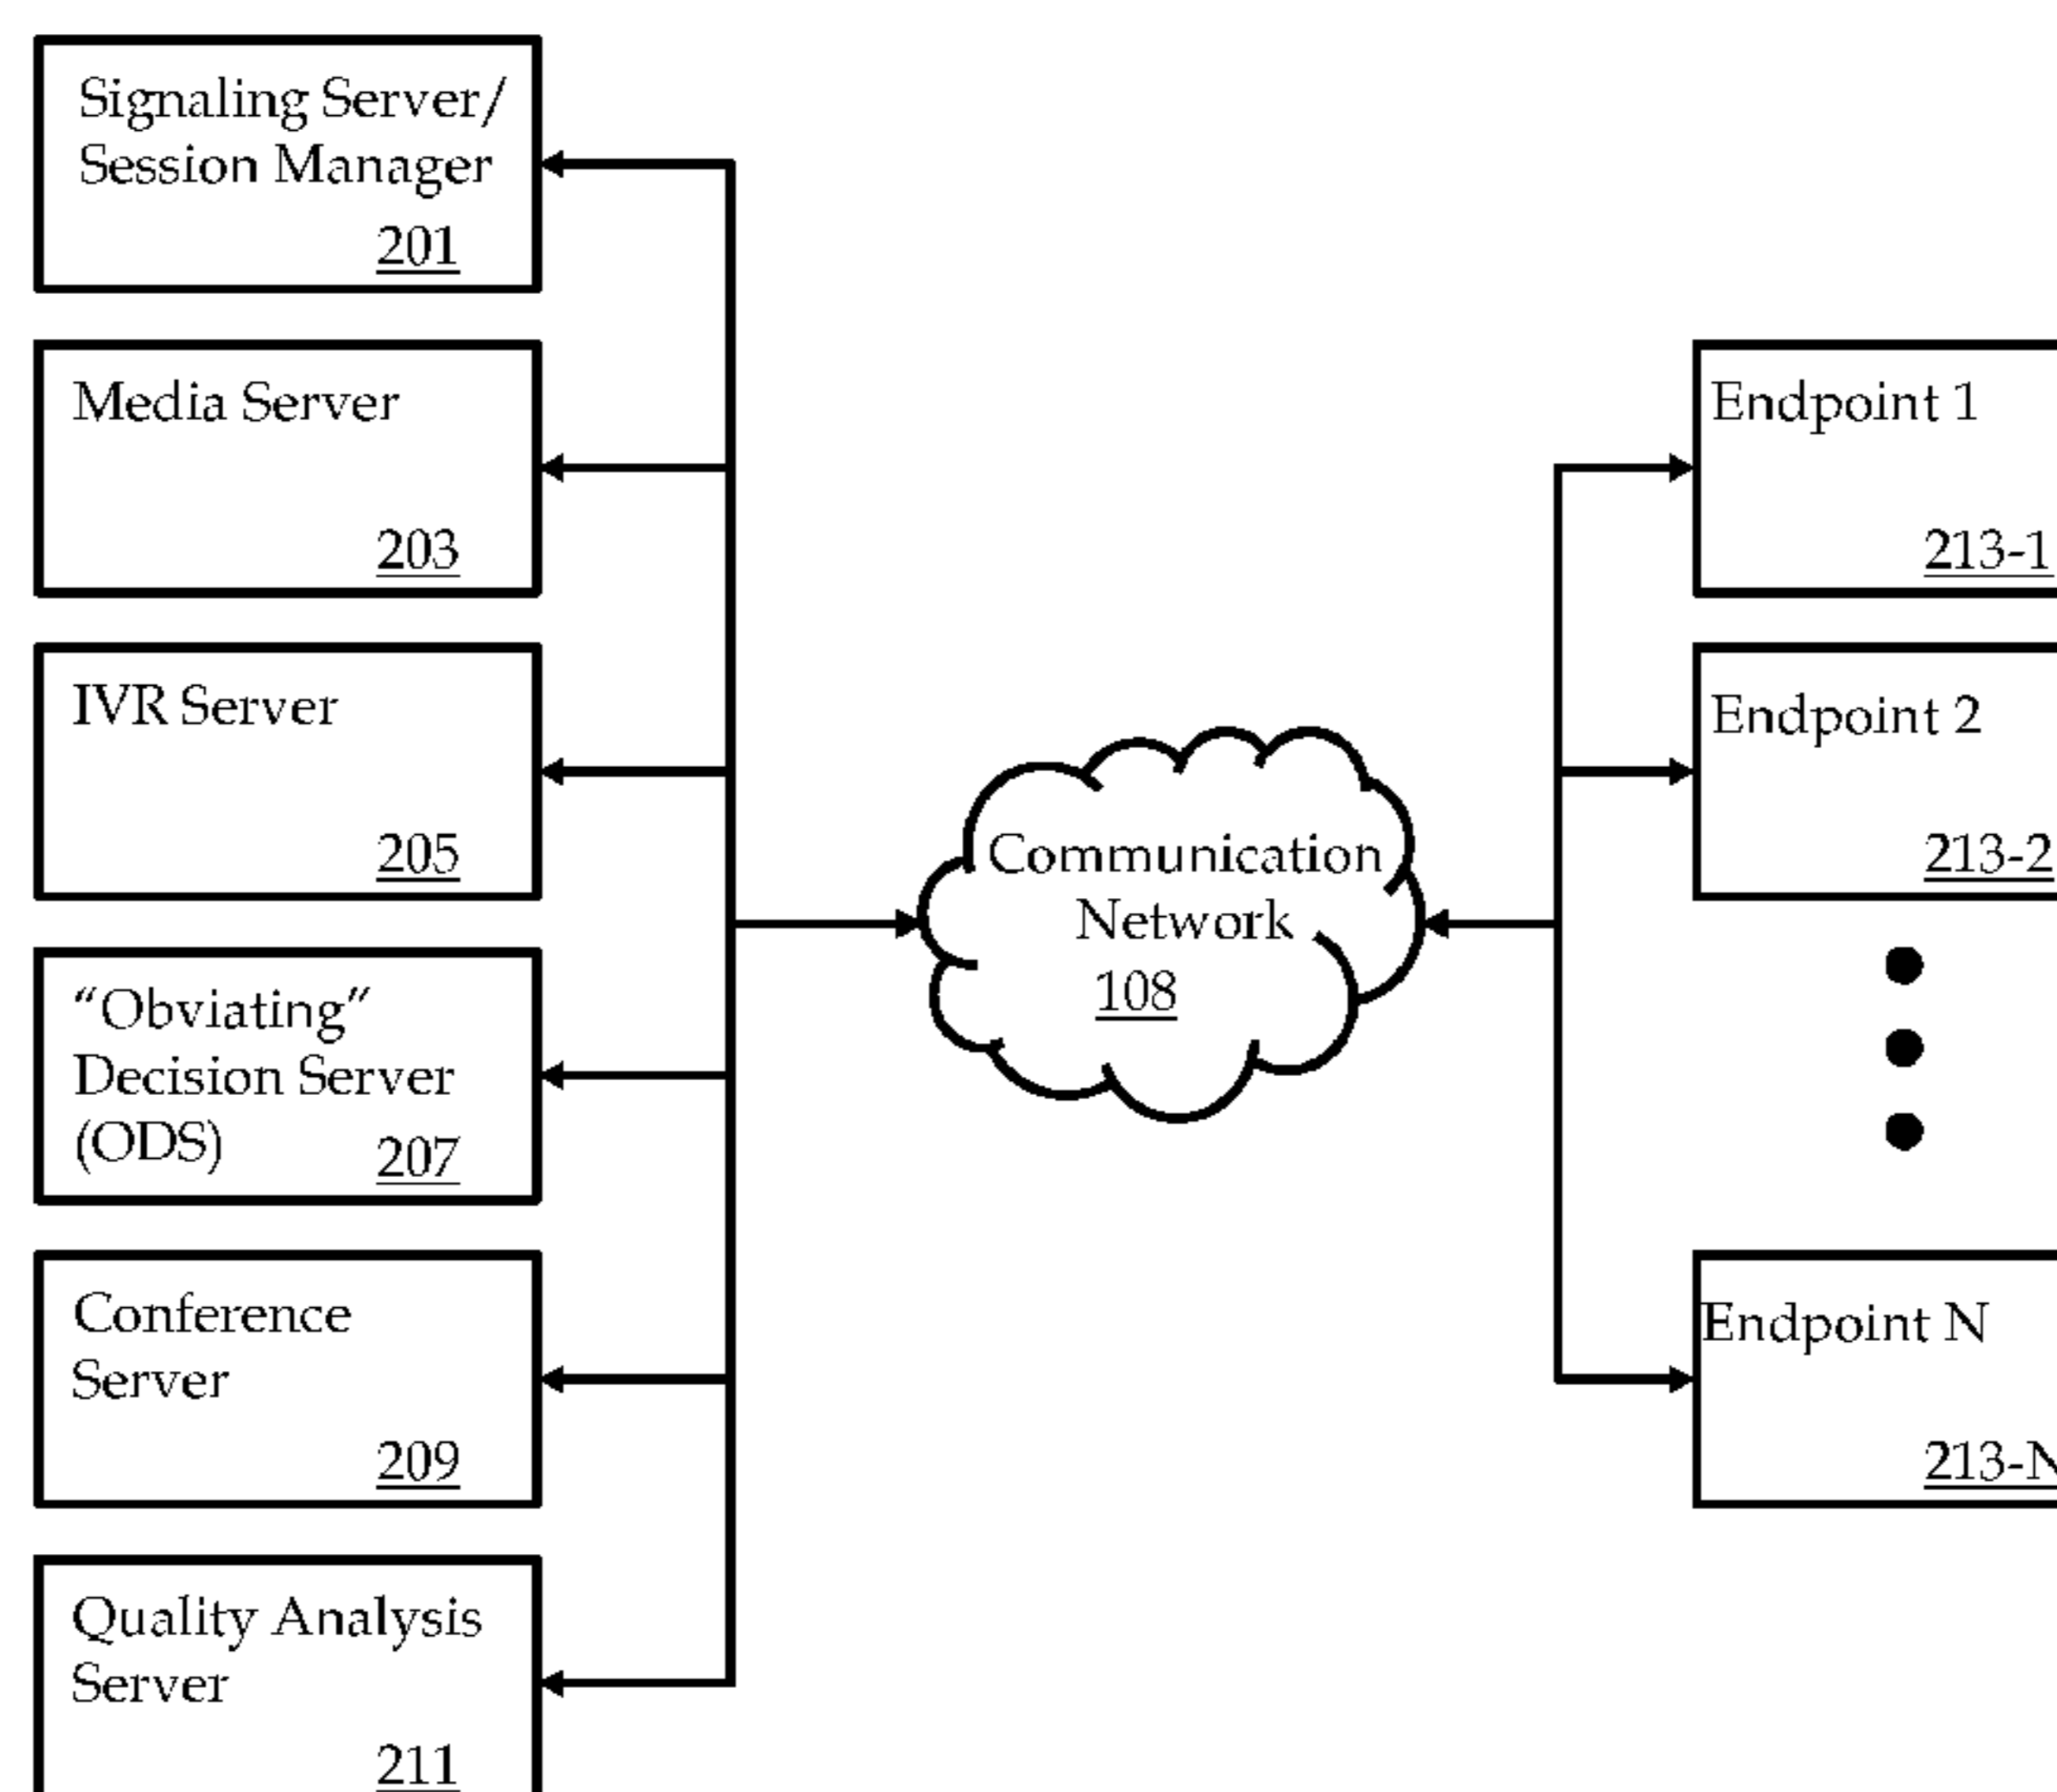 Signaling Server/
Session Manager
201
Media Server
203
IVR Server
205
“Obviating”
Decision Server
(ODS) 207
Conference
Server
209
Quality Analysis
Server
211
Communication
Network
108
Endpoint 1
213-1
Endpoint 2
213-2
Endpoint N
213-N